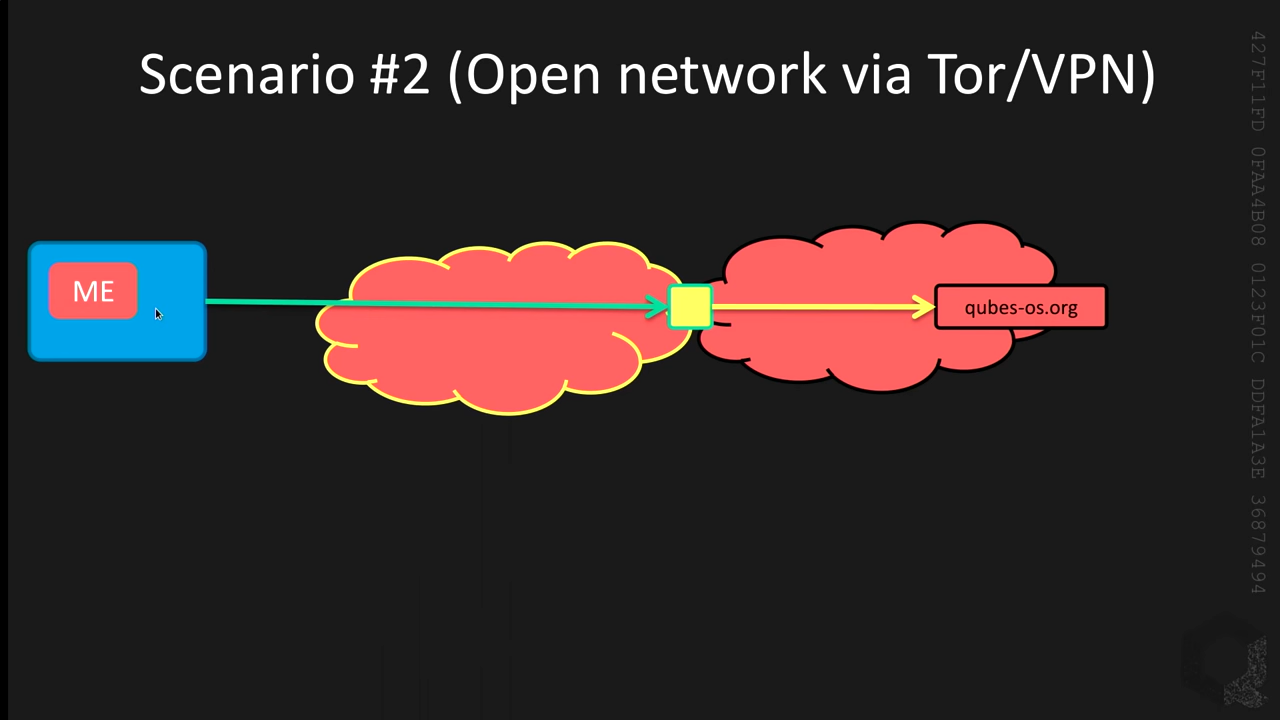 Scenario #2 (Open network via Tor/VPN)
ME
qubes-os.org
427F11FD 0FAA4B08 0123F01C DDFA1A3E 36879494